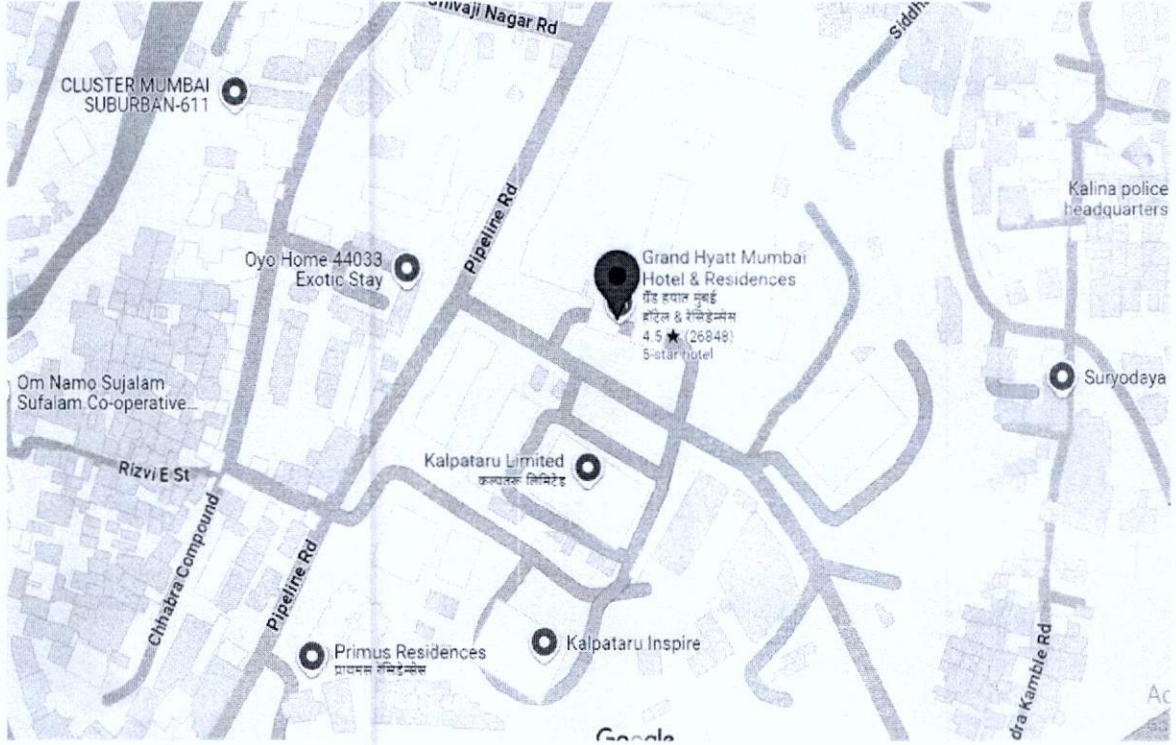 Shivaji Nagar Rd
CLUSTER MUMBAI
SUBURBAN-611
Pipeline Rd
Kalina police
headquarters
Oyo Home 44033
Exotic Stay
Grand Hyatt Mumbai
Hotel & Residences
ग्रँड हयात मुंबई
हॉटेल & रेसिडेन्सेस
4.5 ★ (26848)
5-star hotel
Om Namo Sujalam
Sufalam Co-operative...
Suryodaya
Rizvi E St
Kalpataru Limited
कल्पतरू लिमिटेड
Chhabra Compound
Pipeline Rd
Primus Residences
प्रायमस रेसिडेन्सेस
Kalpataru Inspire
dra Kamble Rd
Google